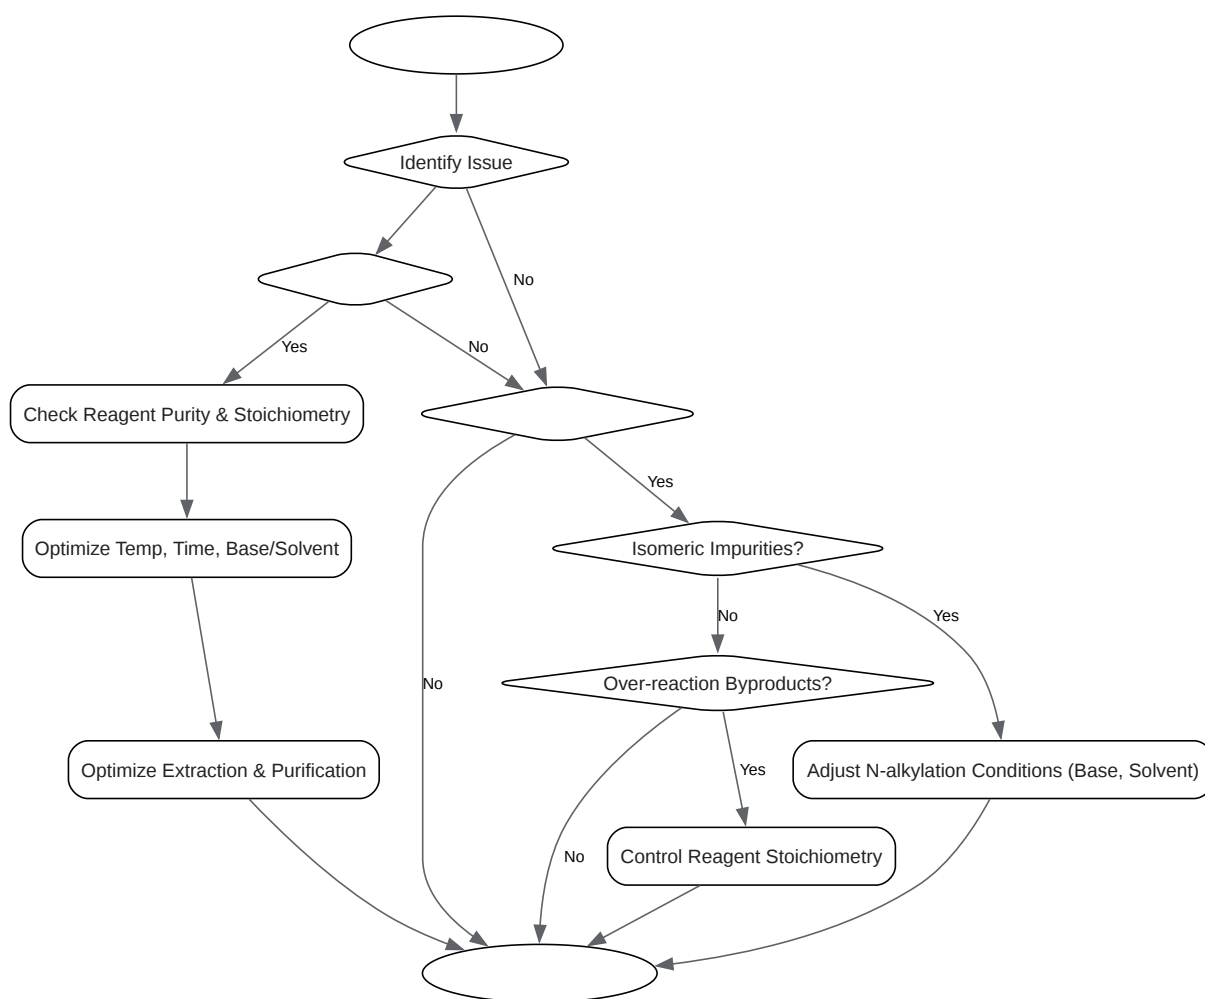 Identify Issue
No
Yes
No
Check Reagent Purity & Stoichiometry
Yes
Optimize Temp, Time, Base/Solvent
Isomeric Impurities?
No
Yes
No
Over-reaction Byproducts?
Optimize Extraction & Purification
Yes
Adjust N-alkylation Conditions (Base, Solvent)
No
Control Reagent Stoichiometry